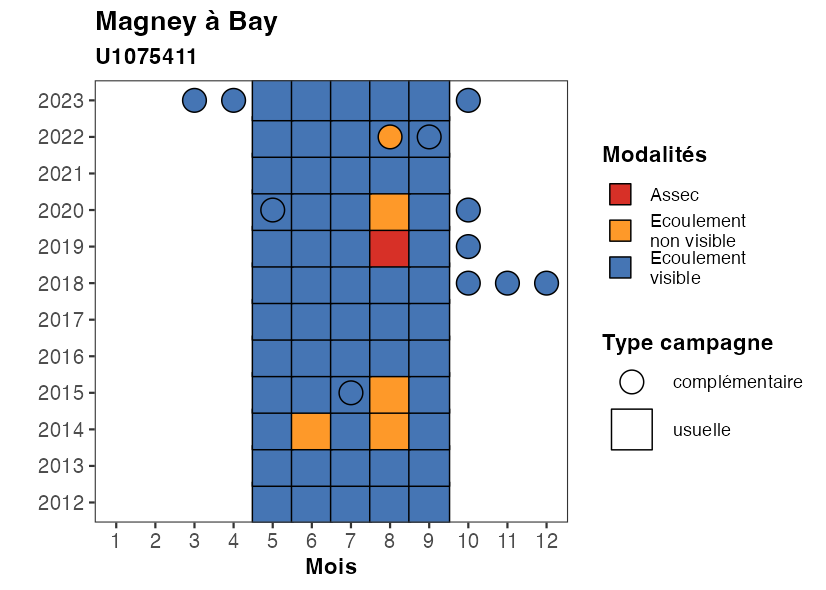 Magney à Bay
U1075411
2023
2022
2021
2020
2019
2018
2017
2016
2015
2014
2013
2012
1 2 3 4 5 6 7 8 9 10 11 12
Mois
Modalités
Assec
Ecoulement
non visible
Ecoulement
visible
Type campagne
complémentaire
usuelle